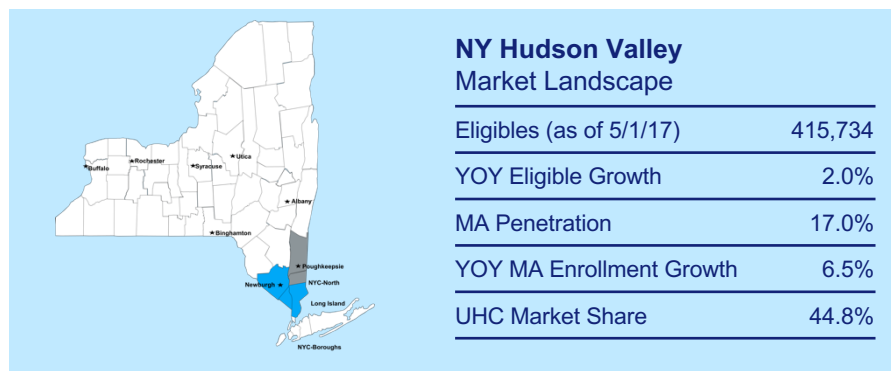 NY Hudson Valley
Market Landscape
Eligibles (as of 5/1/17) 415,734
YOY Eligible Growth 2.0%
MA Penetration 17.0%
YOY MA Enrollment Growth 6.5%
UHC Market Share 44.8%
Buffalo
Rochester
Syracuse
Utica
Albany
Binghamton
Poughkeepsie
Newburgh
NYC-North
Long Island
NYC-Boroughs